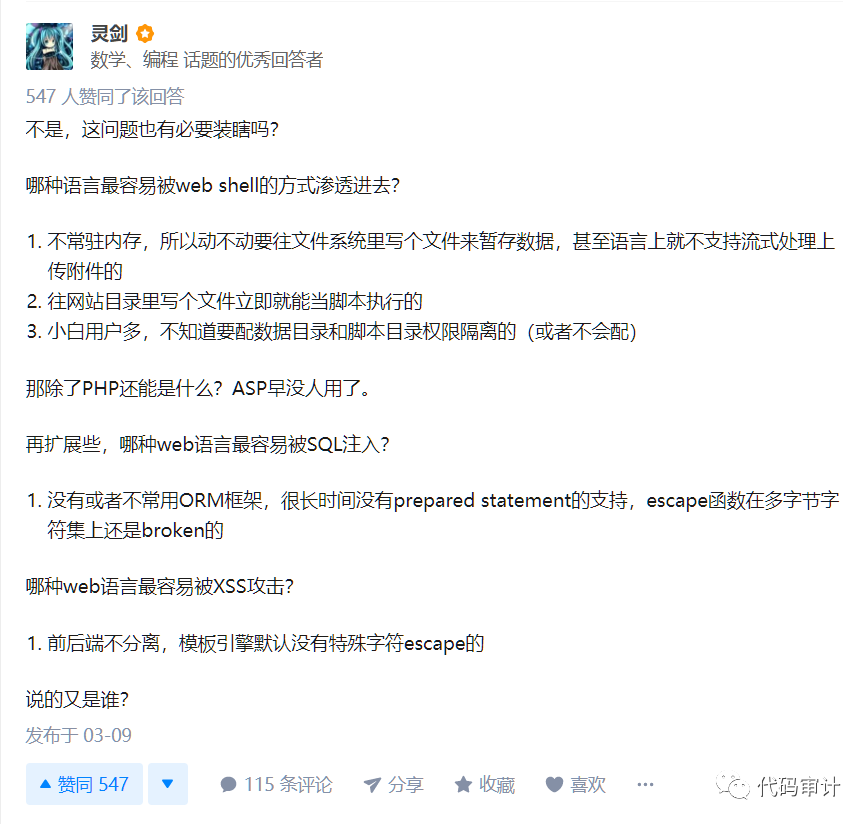 灵剑
数学、编程 话题的优秀回答者
547 人赞同了该回答
不是，这问题也有必要装瞎吗？
哪种语言最容易被web shell的方式渗透进去？
1. 不常驻内存，所以动不动要往文件系统里写个文件来暂存数据，甚至语言上就不支持流式处理上
传附件的
2. 往网站目录里写个文件立即就能当脚本执行的
3. 小白用户多，不知道要配数据目录和脚本目录权限隔离的（或者不会配）
那除了PHP还能是什么？ASP早没人用了。
再扩展些，哪种web语言最容易被SQL注入？
1. 没有或者不常用ORM框架，很长时间没有prepared statement的支持，escape函数在多字节字
符集上还是broken的
哪种web语言最容易被XSS攻击？
1. 前后端不分离，模板引擎默认没有特殊字符escape的
说的又是谁？
发布于 03-09
赞同 547
115 条评论
分享
收藏
喜欢
代码审计